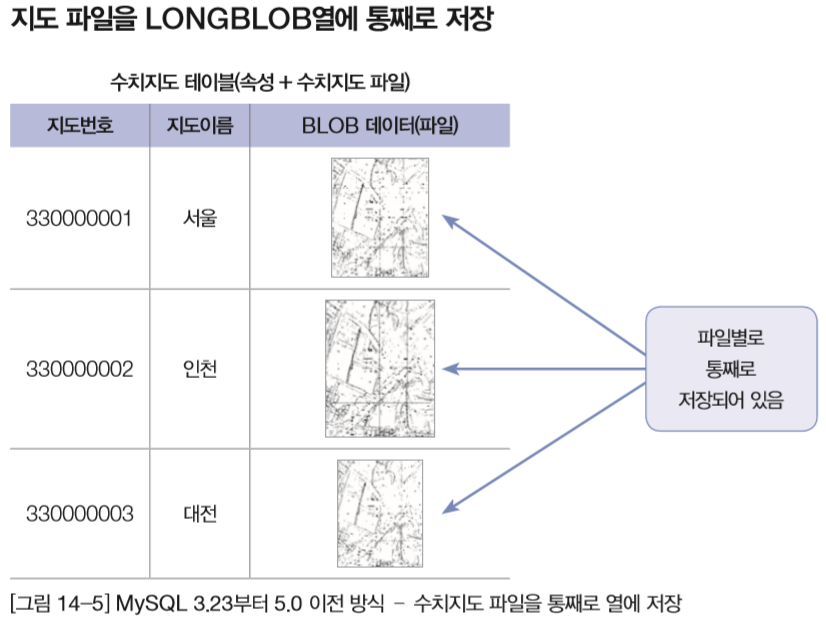 지도 파일을 LONGBLOB열에 통째로 저장
수치지도 테이블(속성 + 수치지도 파일)
지도번호 지도이름 BLOB 데이터(파일)
330000001 서울
330000002 인천
330000003 대전
파일별로
통째로
저장되어 있음
[그림 14–5] MySQL 3.23부터 5.0 이전 방식 – 수치지도 파일을 통째로 열에 저장